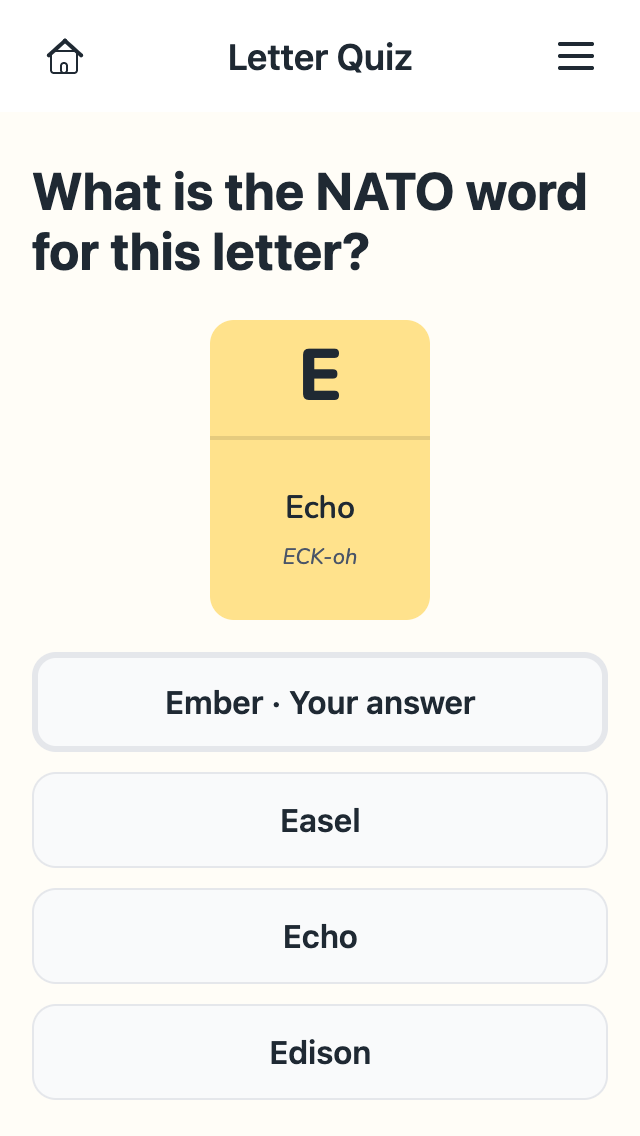 Letter Quiz
What is the NATO word
for this letter?
E
Echo
ECK-oh
Ember · Your answer
Easel
Echo
Edison